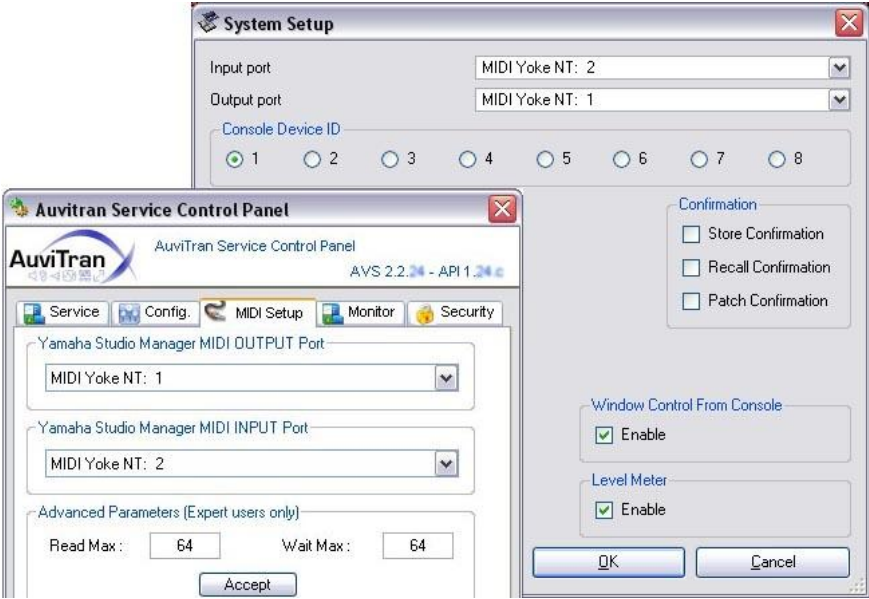 System Setup
Input port
MIDI Yoke NT: 2
Output port
MIDI Yoke NT: 1
Console Device ID
1 2 3 4 5 6 7 8
Confirmation
Store Confirmation
Recall Confirmation
Patch Confirmation
Window Control From Console
Enable
Level Meter
Enable
OK
Cancel
Auvitran Service Control Panel
AuviTran
AuviTran Service Control Panel
AVS 2.2. - API 1.
Service
Config.
MIDI Setup
Monitor
Security
Yamaha Studio Manager MIDI OUTPUT Port
MIDI Yoke NT: 1
Yamaha Studio Manager MIDI INPUT Port
MIDI Yoke NT: 2
Advanced Parameters (Expert users only)
Read Max : 64
Wait Max : 64
Accept